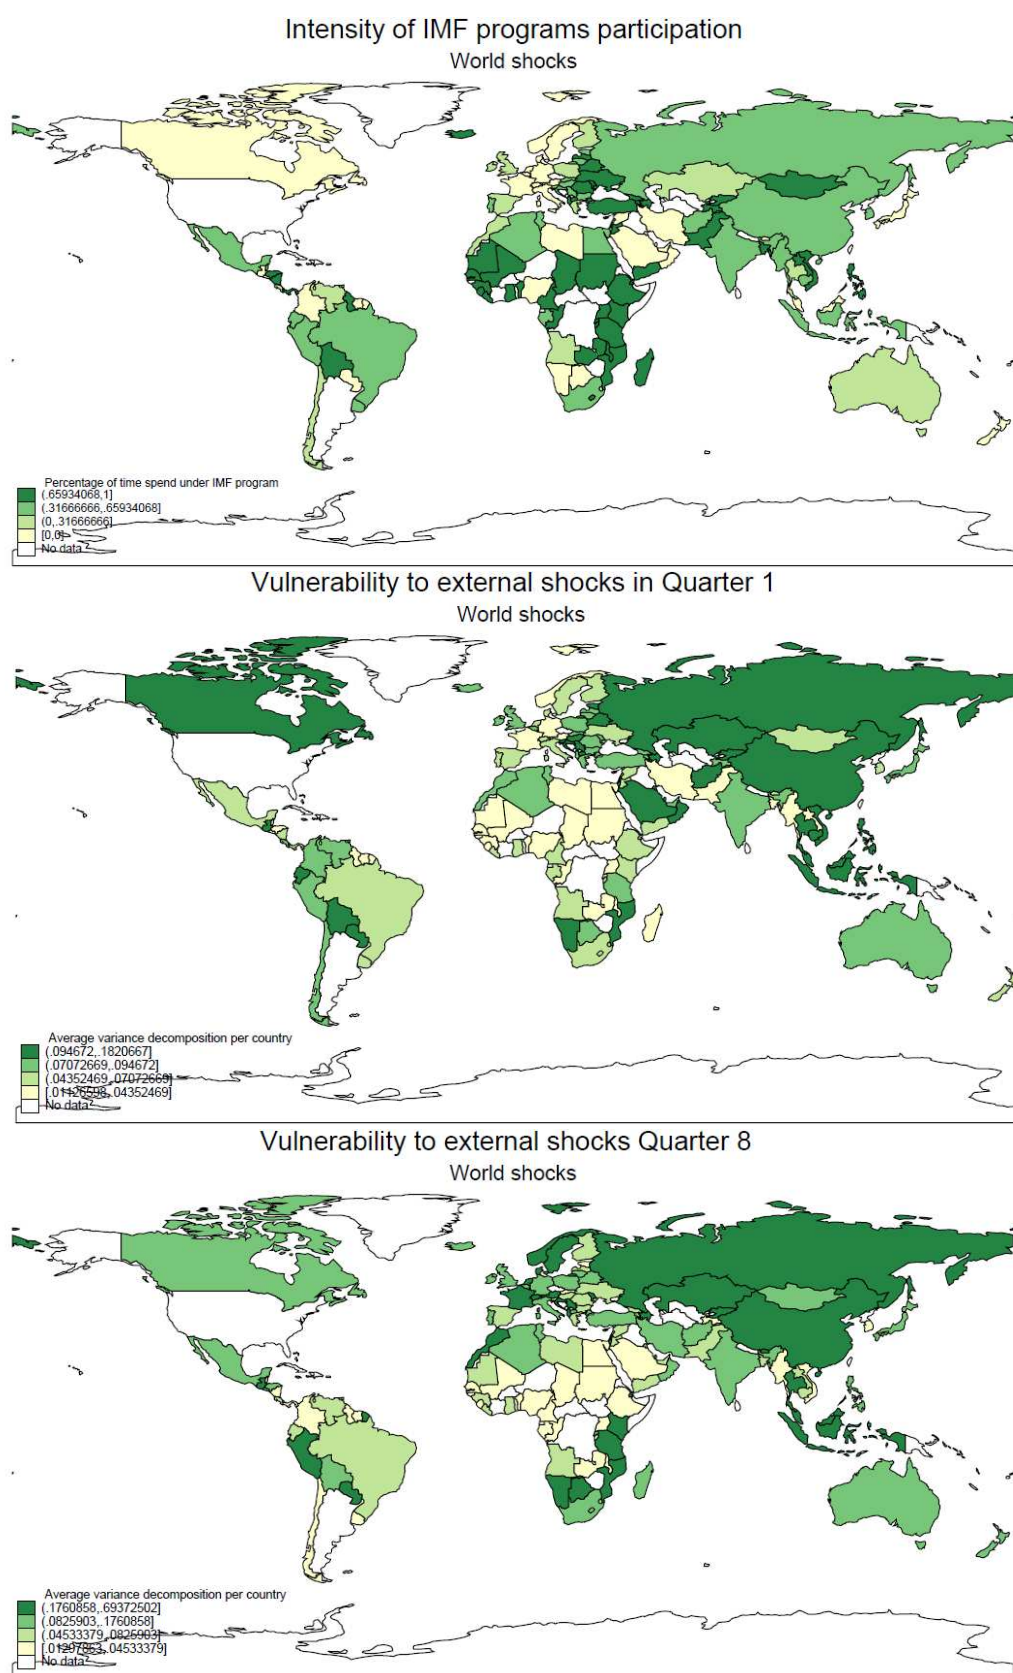 Intensity of IMF programs participation
World shocks
Percentage of time spend under IMF program
(.65934068,1]
(.31666666,.65934068]
(0,.31666666]
[0,0]
No data
Vulnerability to external shocks in Quarter 1
World shocks
Average variance decomposition per country
(.094672,.1820667]
(.07072669,.094672]
(.04352469,.07072669]
[.01126598,.04352469]
No data
Vulnerability to external shocks Quarter 8
World shocks
Average variance decomposition per country
(.1760858,.69372502]
(.0825903,.1760858]
(.04533379,.0825903]
No data